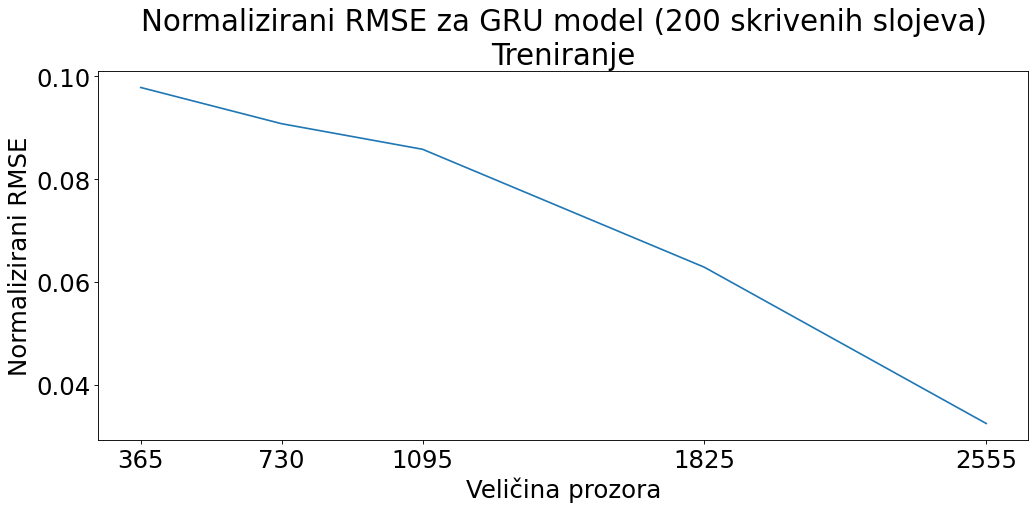 Normalizirani RMSE za GRU model (200 skrivenih slojeva)
Treniranje
Normalizirani RMSE
0.10
0.08
0.06
0.04
365 730 1095 1825 2555
Veličina prozora